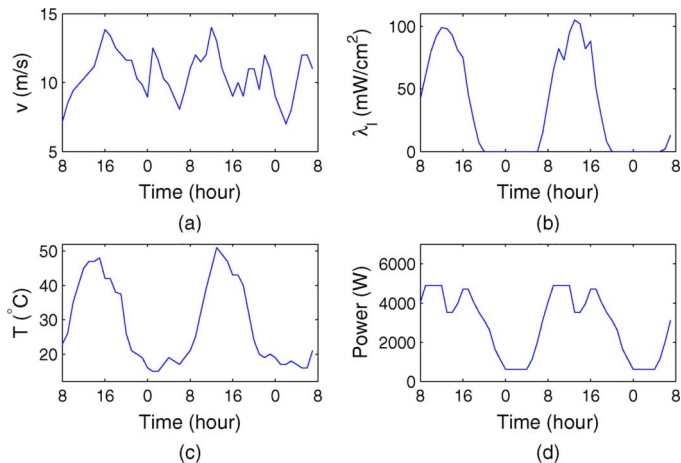 15
10
5
v (m/s)
8 16 0 8 16 0 8
Time (hour)
(a)
100
50
0
λI (mW/cm²)
8 16 0 8 16 0 8
Time (hour)
(b)
50
40
30
20
T (°C)
8 16 0 8 16 0 8
Time (hour)
(c)
6000
4000
2000
0
Power (W)
8 16 0 8 16 0 8
Time (hour)
(d)